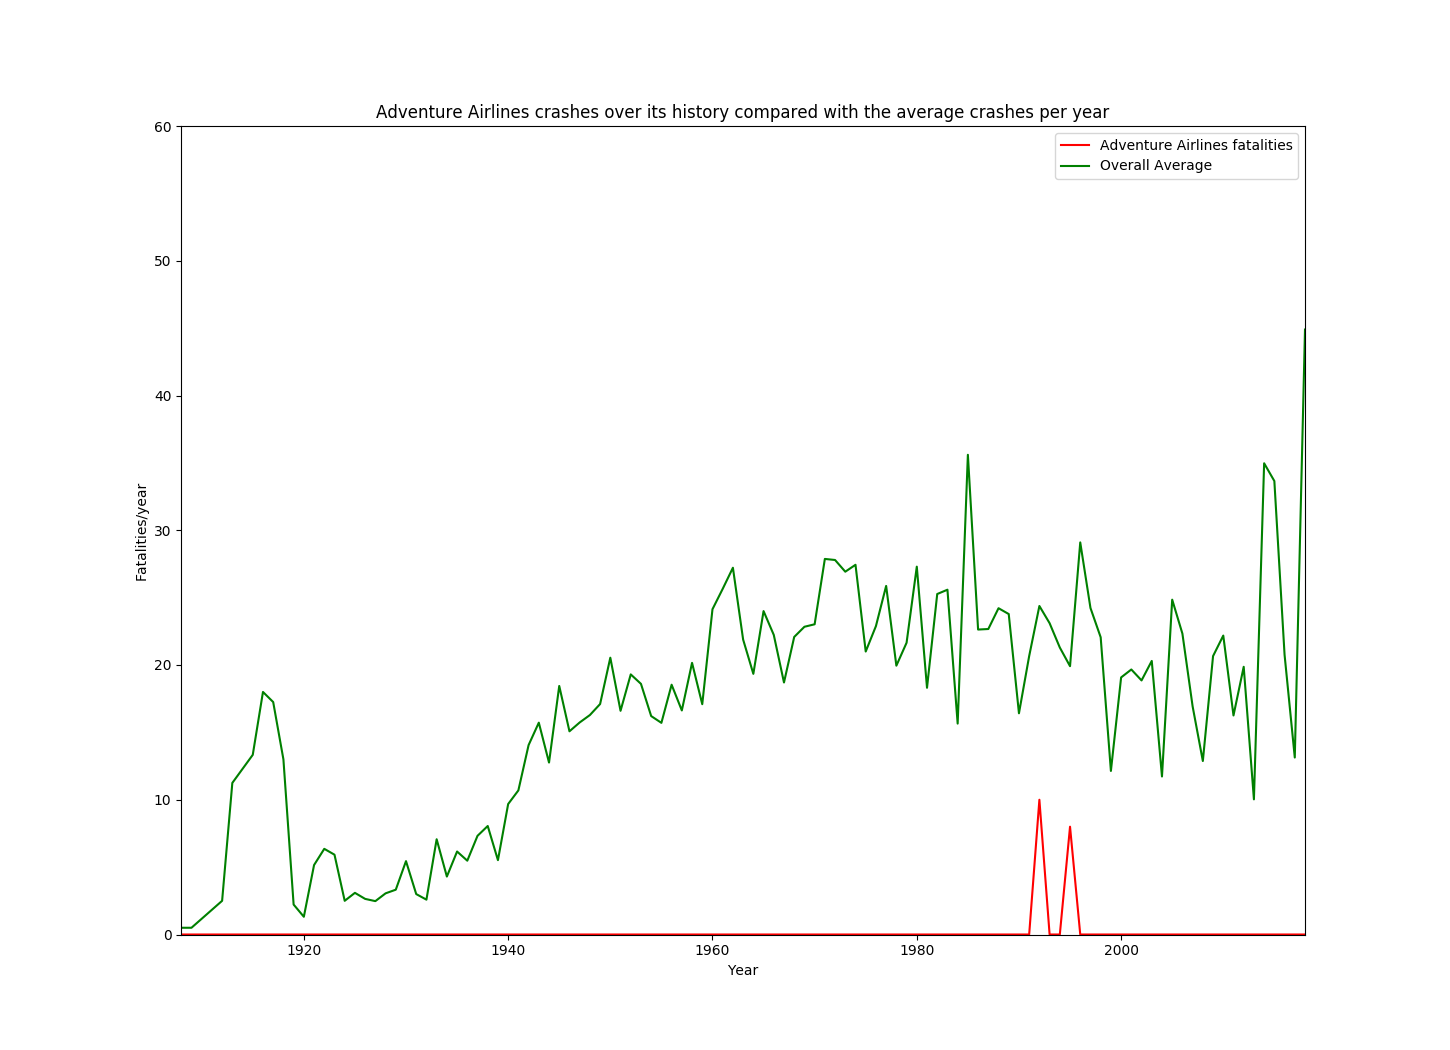 Adventure Airlines crashes over its history compared with the average crashes per year
60
50
40
30
20
10
0
Fatalities/year
Adventure Airlines fatalities
Overall Average
1920
1940
1960
1980
2000
Year